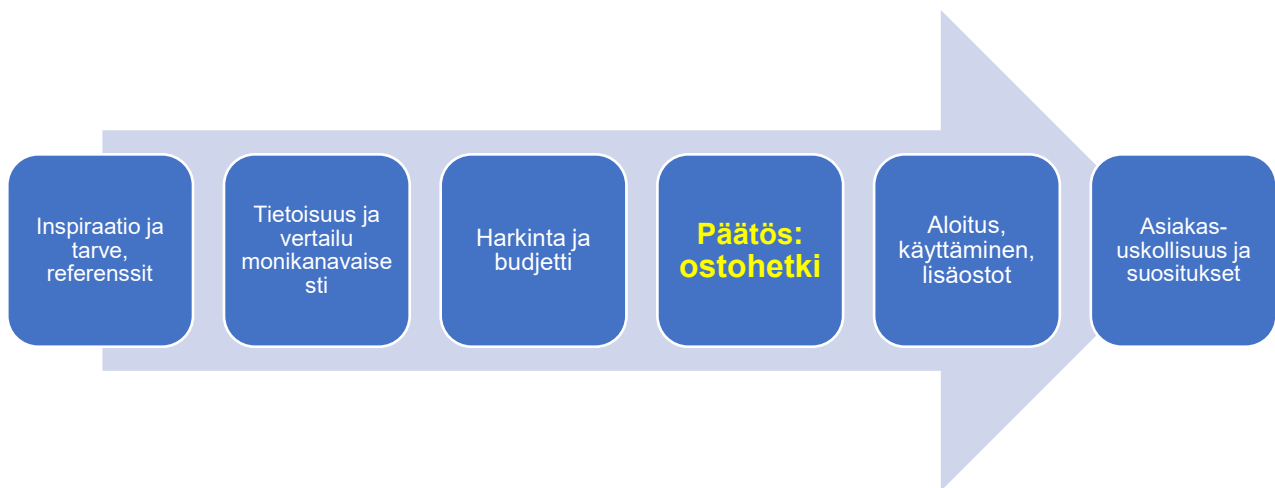 Inspiraatio ja
tarve,
referenssit
Tietoisuus ja
vertailu
monikanavaise
sti
Harkinta ja
budjetti
Päätös:
ostohetki
Aloitus,
käyttäminen,
lisäostot
Asiakas-
uskollisuus ja
suositukset